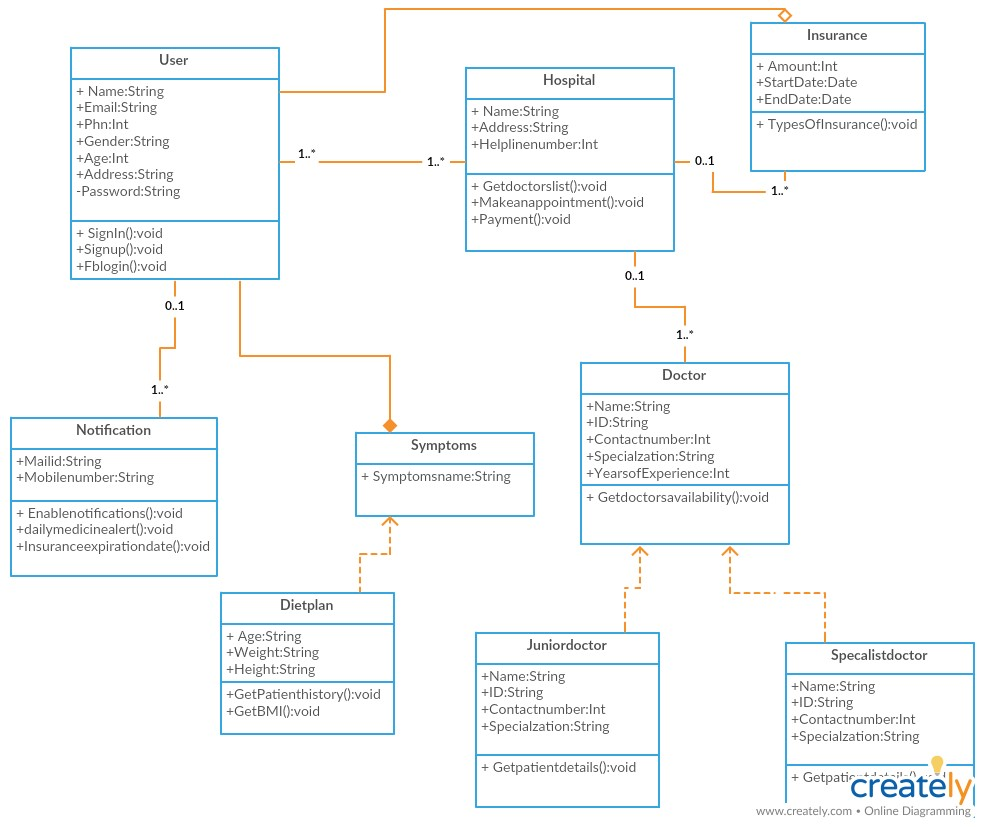 User
+ Name:String
+Email:String
+Phn:Int
+Gender:String
+Age:Int
+Address:String
-Password:String
+ SignIn():void
+Signup():void
+Fblogin():void
Hospital
+ Name:String
+Address:String
+Helplinenumber:Int
+ Getdoctorslist():void
+Makeanappointment():void
+Payment():void
Insurance
+ Amount:Int
+StartDate:Date
+EndDate:Date
+ TypesOfInsurance():void
1..*
1..*
0..1
1..*
0..1
1..*
0..1
1..*
Notification
+Mailid:String
+Mobilenumber:String
+ Enablenotifications():void
+dailymedicinealert():void
+Insuranceexpirationdate():void
Symptoms
+ Symptomsname:String
Doctor
+Name:String
+ID:String
+Contactnumber:Int
+Specialzation:String
+YearsofExperience:Int
+ Getdoctorsavailability():void
Dietplan
+ Age:String
+Weight:String
+Height:String
+GetPatienthistory():void
+GetBMI():void
Juniordoctor
+Name:String
+ID:String
+Contactnumber:Int
+Specialzation:String
+ Getpatientdetails():void
Specalistdoctor
+Name:String
+ID:String
+Contactnumber:Int
+Specialzation:String
+ Getpatientdetails():void
creately
www.creately.com • Online Diagramming